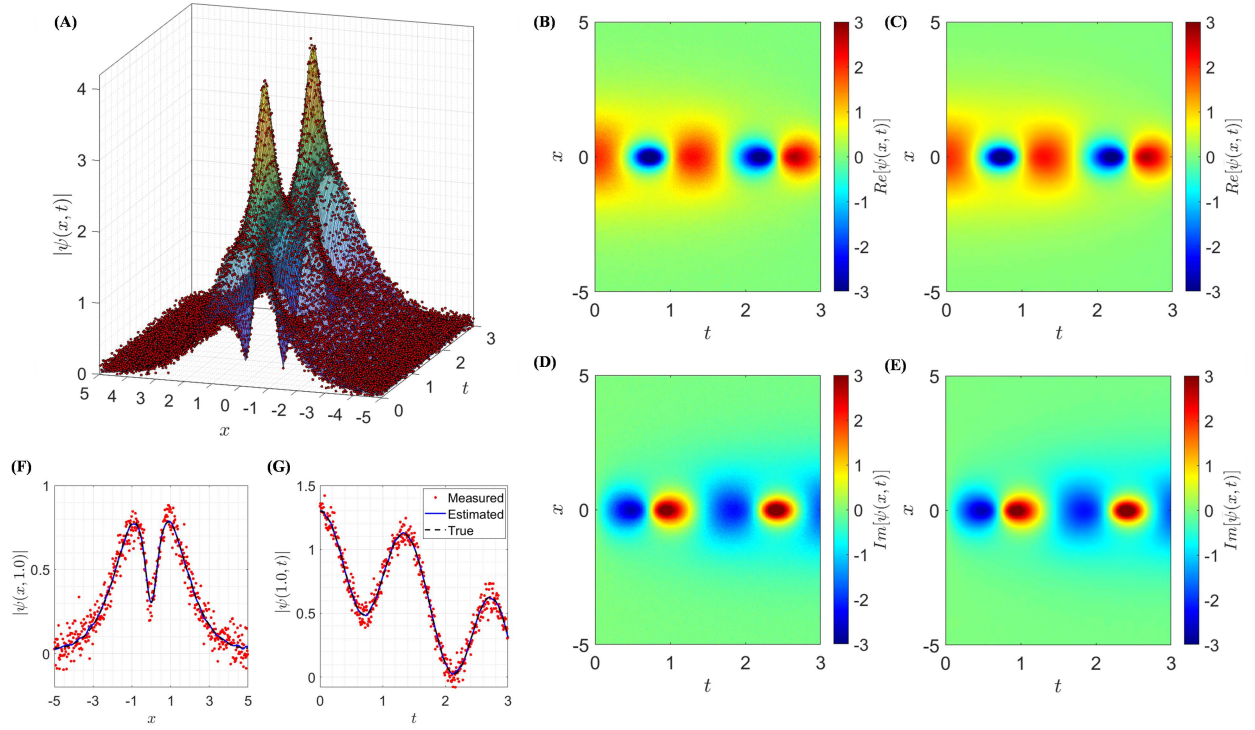 (A)
|ψ(x, t)|
4
3
2
1
0
5 4 3 2 1 0 -1 -2 -3 -4 -5
x
0 1 2 3
t
(B)
5
0
-5
x
0 1 2 3
t
3
2
1
0
-1
-2
-3
Re[ψ(x, t)]
(C)
5
0
-5
x
0 1 2 3
t
3
2
1
0
-1
-2
-3
Re[ψ(x, t)]
(D)
5
0
-5
x
0 1 2 3
t
3
2
1
0
-1
-2
-3
Im[ψ(x, t)]
(E)
5
0
-5
x
0 1 2 3
t
3
2
1
0
-1
-2
-3
Im[ψ(x, t)]
(F)
|ψ(x, 1.0)|
1
0.5
0
-5 -3 -1 1 3 5
x
(G)
|ψ(1.0, t)|
1.5
1.0
0.5
0
0 1 2 3
t
Measured
Estimated
True